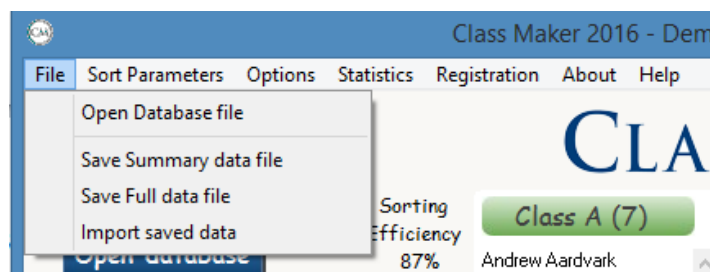 CM
Class Maker 2016 - Dem
File Sort Parameters Options Statistics Registration About Help
Open Database file
CLA
Save Summary data file
Save Full data file
Import saved data
Sorting
Efficiency
87%
Class A (7)
Andrew Aardvark
Open database